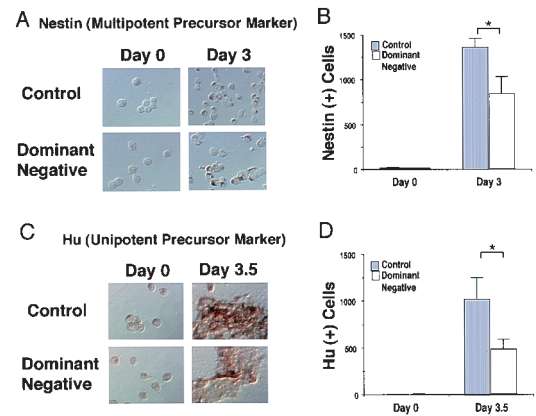 A Nestin (Multipotent Precursor Marker)
Day 0 Day 3
Control
Dominant
Negative
B
Nestin (+) Cells
1500
1000
500
0
Control
Dominant
Negative
*
Day 0 Day 3
C Hu (Unipotent Precursor Marker)
Day 0 Day 3.5
Control
Dominant
Negative
D
Hu (+) Cells
1500
1000
500
0
Control
Dominant
Negative
*
Day 0 Day 3.5